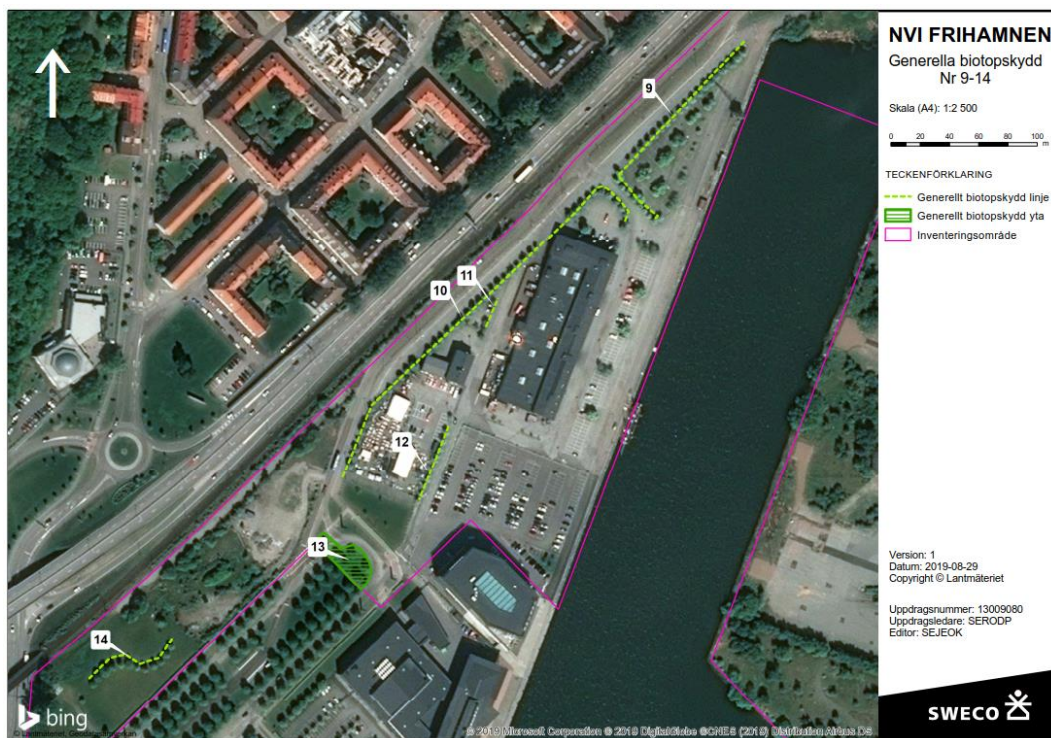 NVI FRIHAMNEN
Generella biotopskydd
Nr 9-14
Skala (A4): 1:2 500
0 20 40 60 80 100
m
TECKENFÖRKLARING
Generellt biotopskydd linje
Generellt biotopskydd yta
Inventeringsområde
9
11
10
12
13
14
Version: 1
Datum: 2019-08-29
Copyright © Lantmäteriet
Uppdragsnummer: 13009080
Uppdragsledare: SERODP
Editor: SEJEOK
SWECO
bing
© Lantmäteriet,
© 2019 Microsoft Corporation © 2019 DigitalGlobe ©CNES (2019) Distribution Airbus DS